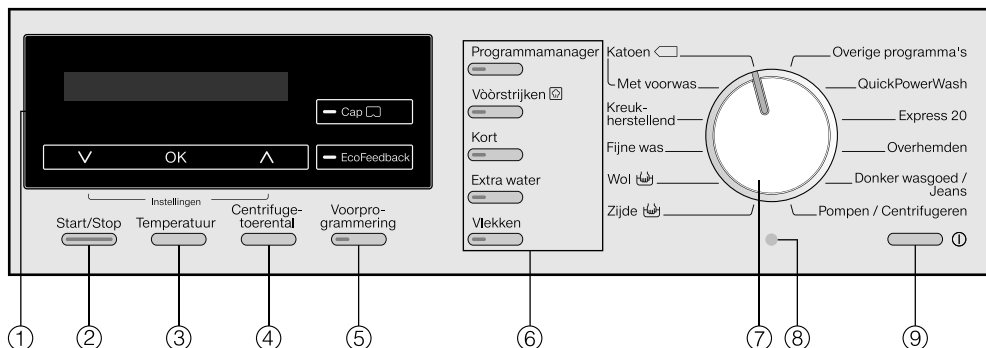 Cap
EcoFeedback
OK
Instellingen
Start/Stop
Temperatuur
Centrifuge-
toerental
Voorpro-
grammering
Programmamanager
Vòòrstrijken
Kort
Extra water
Vlekken
Katoen
Met voorwas
Kreuk-
herstellend
Fijne was
Wol
Zijde
Overige programma's
QuickPowerWash
Express 20
Overhemden
Donker wasgoed /
Jeans
Pompen / Centrifugeren
1
2
3
4
5
6
7
8
9